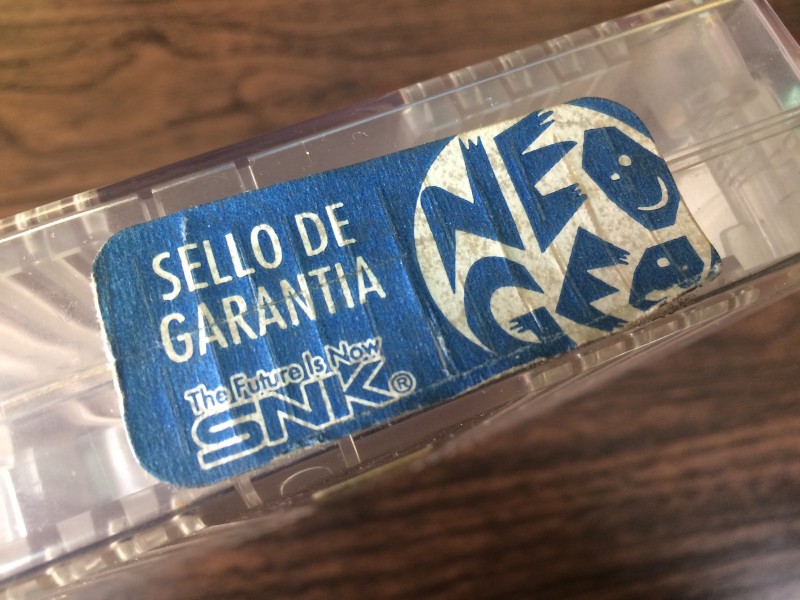 SELLO DE
GARANTIA
The Future Is Now
SNK®
NEO
GEO